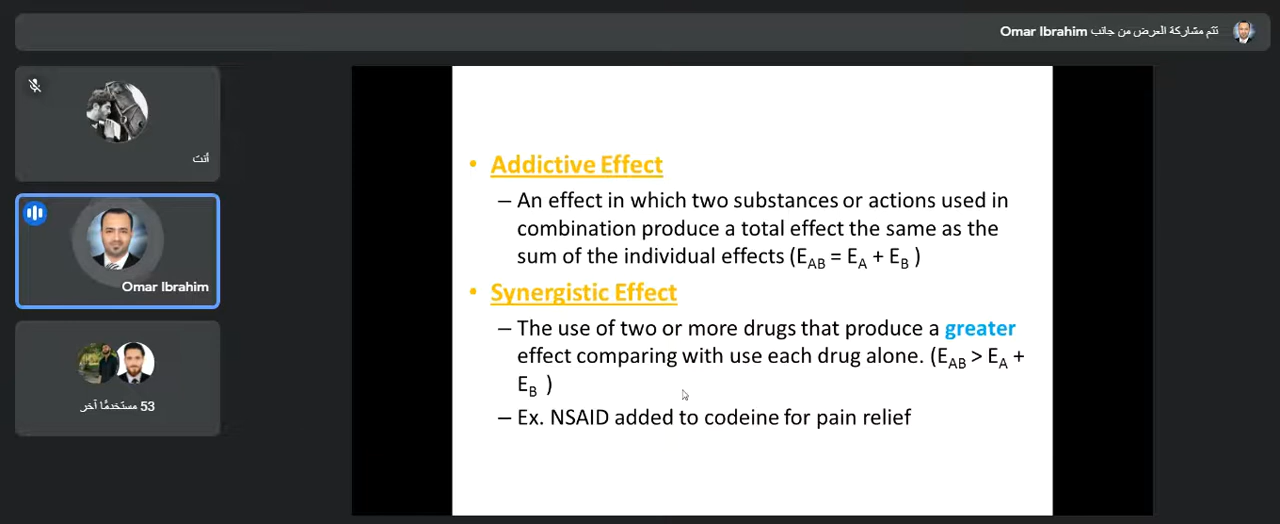 تتم مشاركة العرض من جانب Omar Ibrahim
أنت
Omar Ibrahim
53 مستخدمًا آخر
• Addictive Effect
– An effect in which two substances or actions used in
combination produce a total effect the same as the
sum of the individual effects (EAB = EA + EB )
• Synergistic Effect
– The use of two or more drugs that produce a greater
effect comparing with use each drug alone. (EAB > EA +
EB )
– Ex. NSAID added to codeine for pain relief